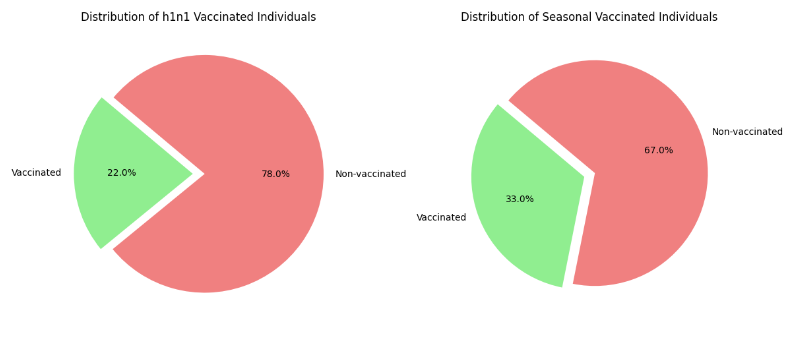 Distribution of h1n1 Vaccinated Individuals
Vaccinated
22.0%
78.0%
Non-vaccinated
Distribution of Seasonal Vaccinated Individuals
Non-vaccinated
67.0%
33.0%
Vaccinated